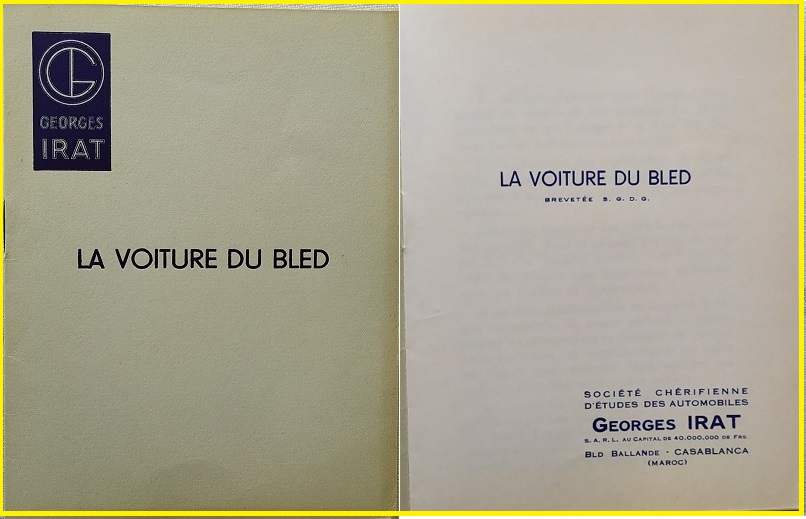 GEORGES
IRAT
LA VOITURE DU BLED
LA VOITURE DU BLED
BREVETÉE S. G. D. G.
SOCIÉTÉ CHÉRIFIENNE
D'ÉTUDES DES AUTOMOBILES
GEORGES IRAT
S. A. R. L. AU CAPITAL DE 40.000.000 DE FRS.
BLD BALLANDE - CASABLANCA
(MAROC)